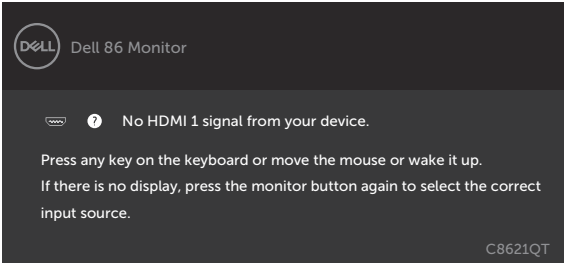 DELL
Dell 86 Monitor
? No HDMI 1 signal from your device.
Press any key on the keyboard or move the mouse or wake it up.
If there is no display, press the monitor button again to select the correct
input source.
C8621QT